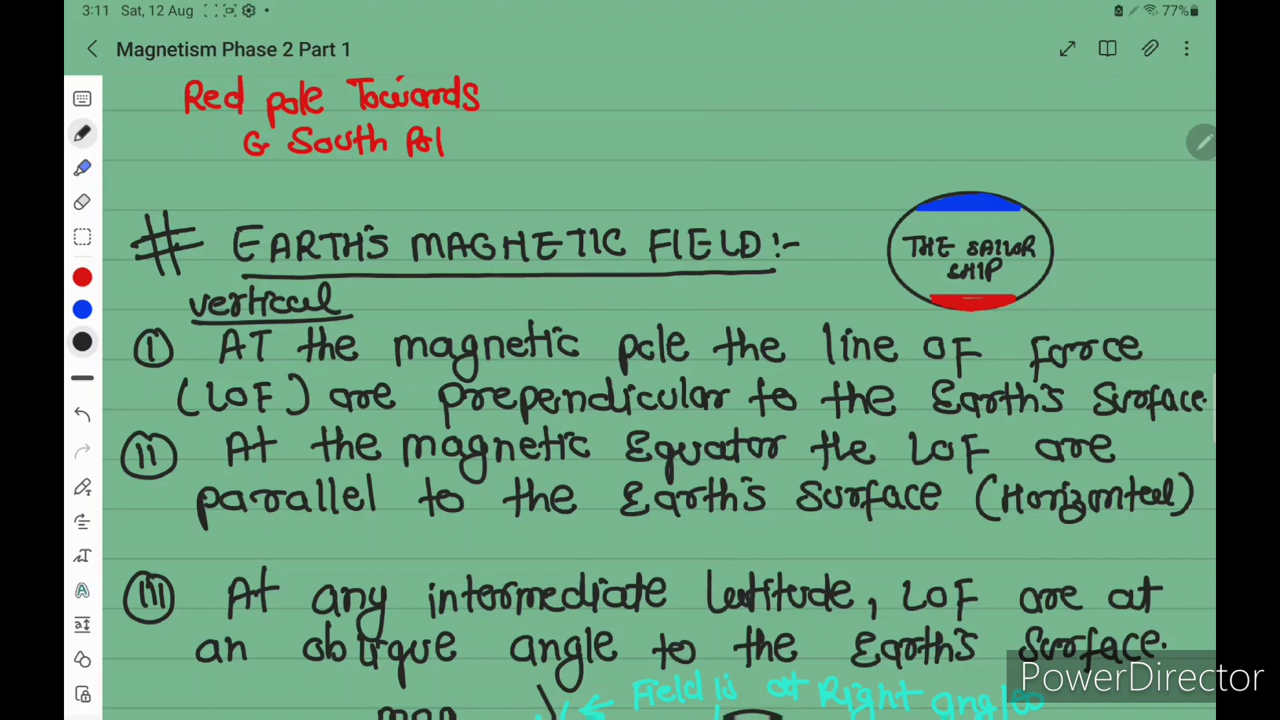 3:11 Sat, 12 Aug
77%
Magnetism Phase 2 Part 1
Red pole Towards
G South Pol
# EARTH'S MAGNETIC FIELD:-
THE SAILOR
SHIP
vertical
(I) AT the magnetic pole the line OF force
(LOF) are prependicular to the Earth's Surface.
(II) At the magnetic Equator the LOF are
parallel to the Earth's Surface (Horizontal)
(III) At any intermediate latitude, LOF are at
an oblique angle to the Earth's Surface.
Field is at Right angle to
mag
PowerDirector